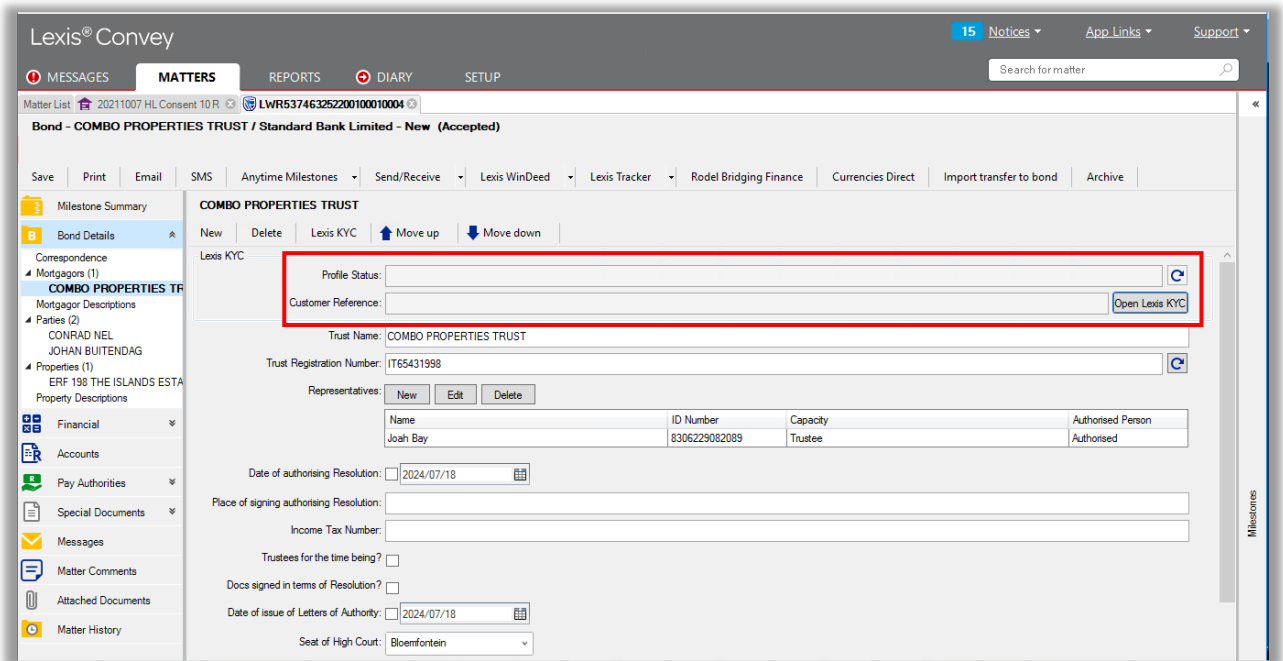 Lexis® Convey
15 Notices App Links Support
MESSAGES MATTERS REPORTS DIARY SETUP
Search for matter
Matter List 20211007 HL Consent 10 R LWR537463252200100010004
Bond - COMBO PROPERTIES TRUST / Standard Bank Limited - New (Accepted)
Save Print Email SMS Anytime Milestones Send/Receive Lexis WinDeed Lexis Tracker Rodel Bridging Finance Currencies Direct Import transfer to bond Archive
Milestone Summary
B Bond Details
Correspondence
Mortgagors (1)
COMBO PROPERTIES TR
Mortgagor Descriptions
Parties (2)
CONRAD NEL
JOHAN BUITENDAG
Properties (1)
ERF 198 THE ISLANDS ESTA
Property Descriptions
Financial
R Accounts
R Pay Authorities
Special Documents
Messages
Matter Comments
Attached Documents
Matter History
COMBO PROPERTIES TRUST
New Delete Lexis KYC Move up Move down
Lexis KYC
Profile Status:
Customer Reference: Open Lexis KYC
Trust Name: COMBO PROPERTIES TRUST
Trust Registration Number: IT65431998
Representatives: New Edit Delete
Name ID Number Capacity Authorised Person
Joah Bay 8306229082089 Trustee Authorised
Date of authorising Resolution: 2024/07/18
Place of signing authorising Resolution:
Income Tax Number:
Trustees for the time being?
Docs signed in terms of Resolution?
Date of issue of Letters of Authority: 2024/07/18
Seat of High Court: Bloemfontein
Milestones